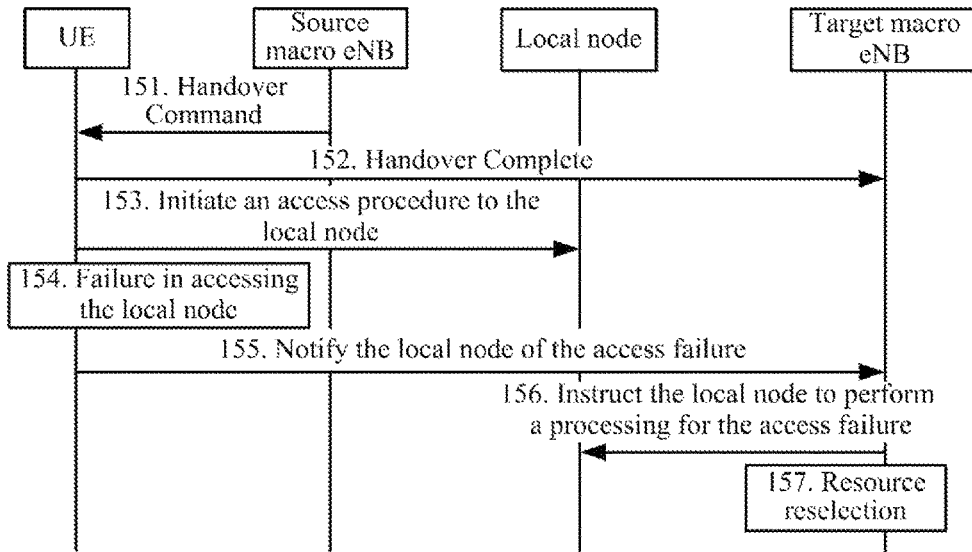 UE
Source
macro eNB
Local node
Target macro
eNB
151. Handover
Command
152. Handover Complete
153. Initiate an access procedure to the
local node
154. Failure in accessing
the local node
155. Notify the local node of the access failure
156. Instruct the local node to perform
a processing for the access failure
157. Resource
reselection